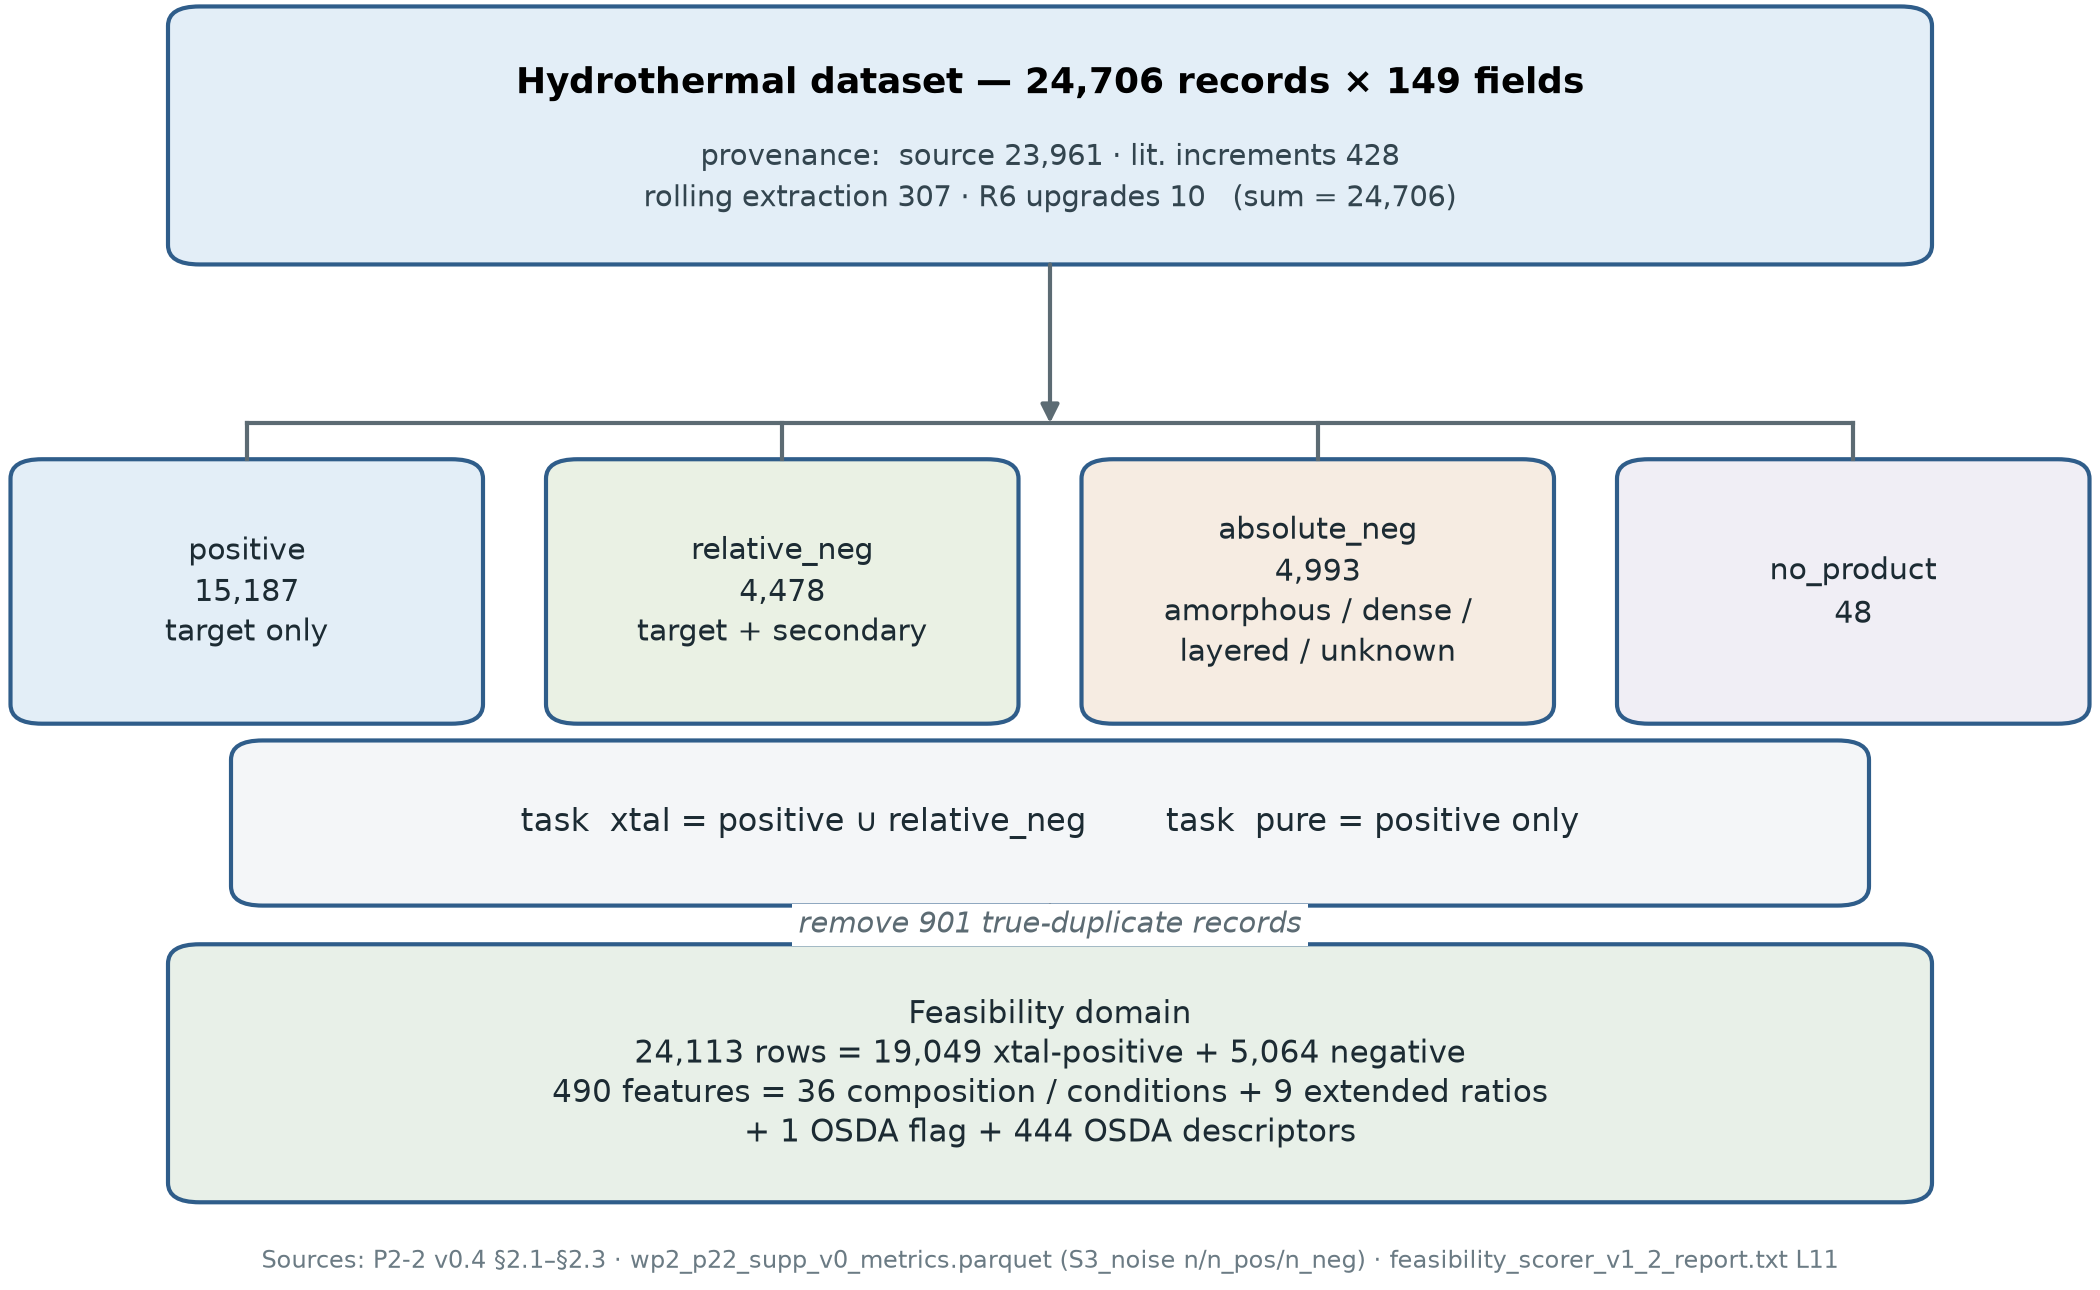 Hydrothermal dataset — 24,706 records × 149 fields
provenance:  source 23,961 · lit. increments 428
rolling extraction 307 · R6 upgrades 10   (sum = 24,706)
positive
15,187
target only
relative_neg
4,478
target + secondary
absolute_neg
4,993
amorphous / dense /
layered / unknown
no_product
48
task  xtal = positive ∪ relative_neg        task  pure = positive only
remove 901 true-duplicate records
Feasibility domain
24,113 rows = 19,049 xtal-positive + 5,064 negative
490 features = 36 composition / conditions + 9 extended ratios
+ 1 OSDA flag + 444 OSDA descriptors
Sources: P2-2 v0.4 §2.1–§2.3 · wp2_p22_supp_v0_metrics.parquet (S3_noise n/n_pos/n_neg) · feasibility_scorer_v1_2_report.txt L11